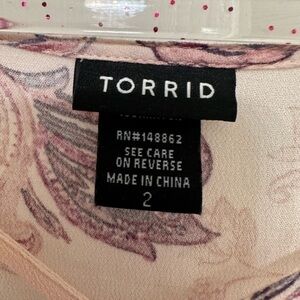 TORRID
RN#148862
SEE CARE
ON REVERSE
MADE IN CHINA
2